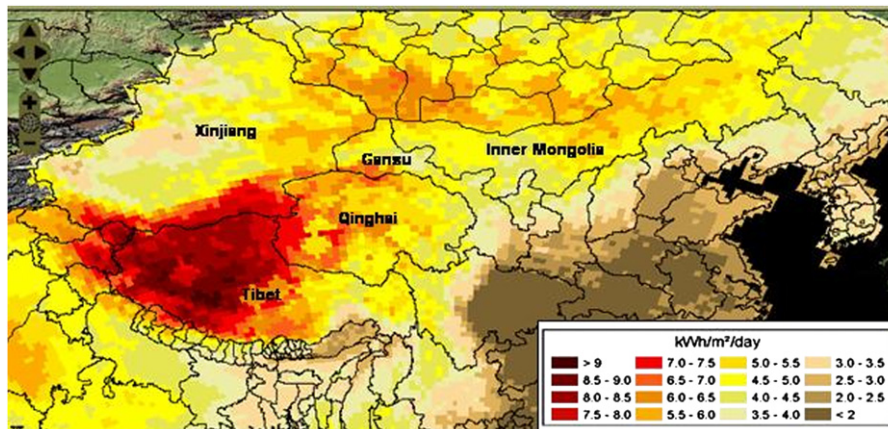 Xinjiang
Gansu
Inner Mongolia
Qinghai
Tibet
kWh/m²/day
> 9 7.0 - 7.5 5.0 - 5.5 3.0 - 3.5
8.5 - 9.0 6.5 - 7.0 4.5 - 5.0 2.5 - 3.0
8.0 - 8.5 6.0 - 6.5 4.0 - 4.5 2.0 - 2.5
7.5 - 8.0 5.5 - 6.0 3.5 - 4.0 < 2